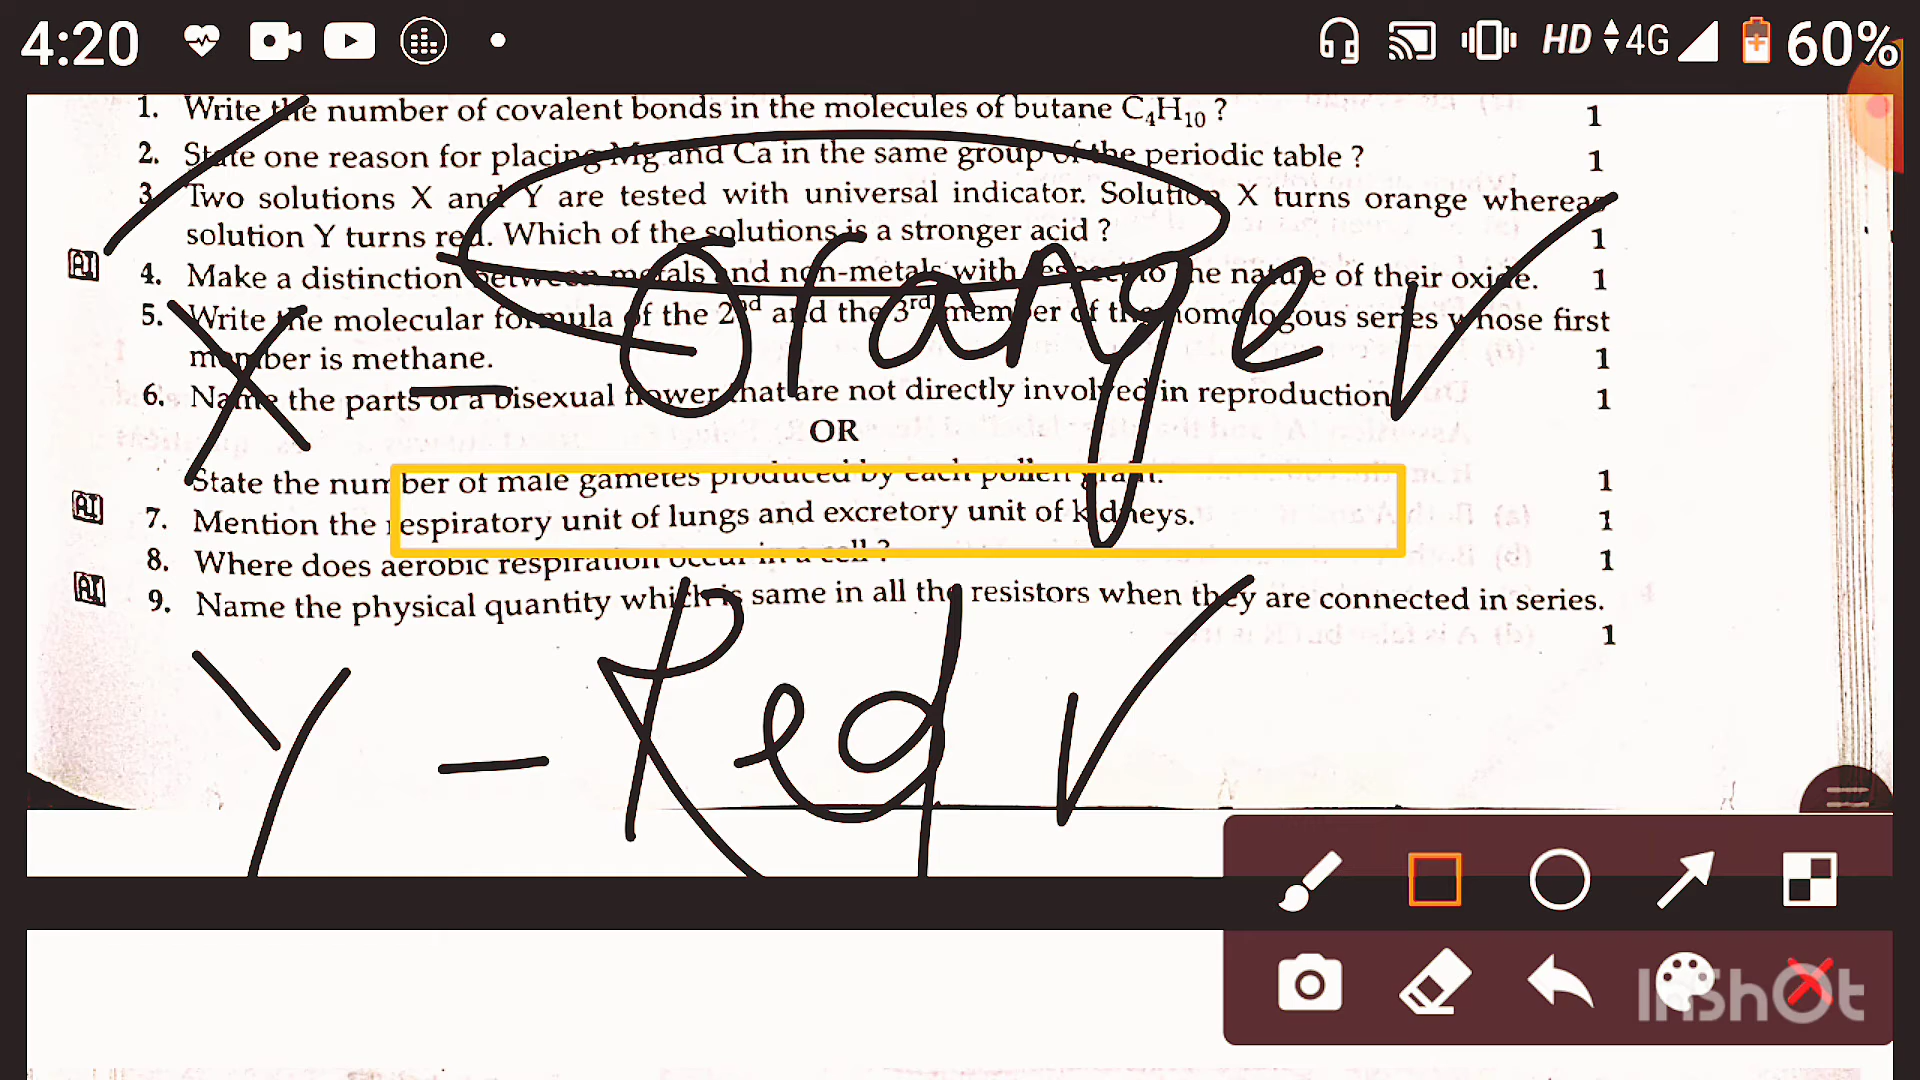 4:20 HD 4G 60%
1. Write the number of covalent bonds in the molecules of butane C₄H₁₀ ? 1
2. State one reason for placing Mg and Ca in the same group of the periodic table ? 1
3. Two solutions X and Y are tested with universal indicator. Solution X turns orange whereas
solution Y turns red. Which of the solutions is a stronger acid ? 1
AI 4. Make a distinction between metals and non-metals with respect to the nature of their oxide. 1
5. Write the molecular formula of the 2nd and the 3rd member of the homologous series whose first
member is methane. 1
6. Name the parts of a bisexual flower that are not directly involved in reproduction 1
OR
State the number of male gametes produced by each pollen grain. 1
AI 7. Mention the respiratory unit of lungs and excretory unit of kidneys. 1
8. Where does aerobic respiration occur in a cell ? 1
AI 9. Name the physical quantity which is same in all the resistors when they are connected in series.
1
X - Orange
Y - Red
InShOt